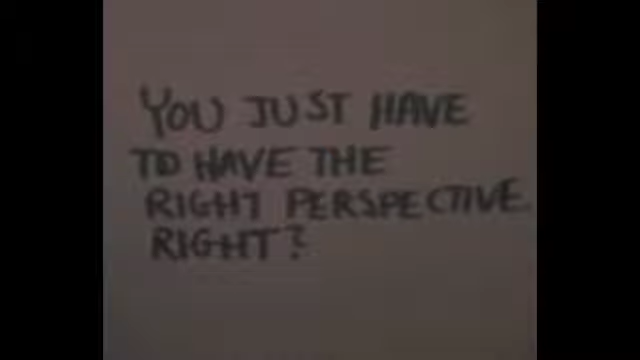 YOU JUST HAVE
TO HAVE THE
RIGHT PERSPECTIVE.
RIGHT?